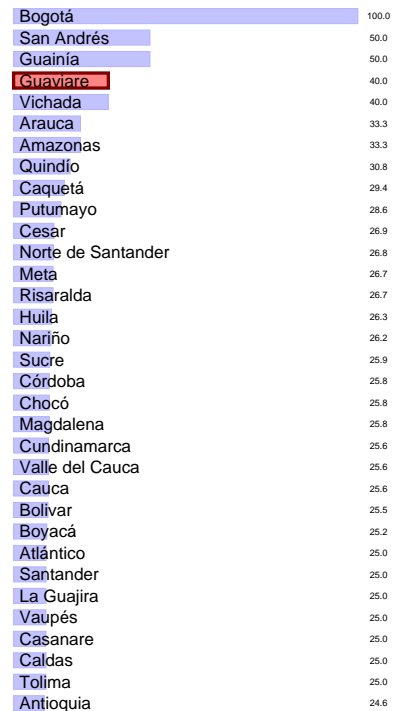 Bogotá 100.0
San Andrés 50.0
Guainía 50.0
Guaviare 40.0
Vichada 40.0
Arauca 33.3
Amazonas 33.3
Quindío 30.8
Caquetá 29.4
Putumayo 28.6
Cesar 26.9
Norte de Santander 26.8
Meta 26.7
Risaralda 26.7
Huila 26.3
Nariño 26.2
Sucre 25.9
Córdoba 25.8
Chocó 25.8
Magdalena 25.8
Cundinamarca 25.6
Valle del Cauca 25.6
Cauca 25.6
Bolivar 25.5
Boyacá 25.2
Atlántico 25.0
Santander 25.0
La Guajira 25.0
Vaupés 25.0
Casanare 25.0
Caldas 25.0
Tolima 25.0
Antioquia 24.6